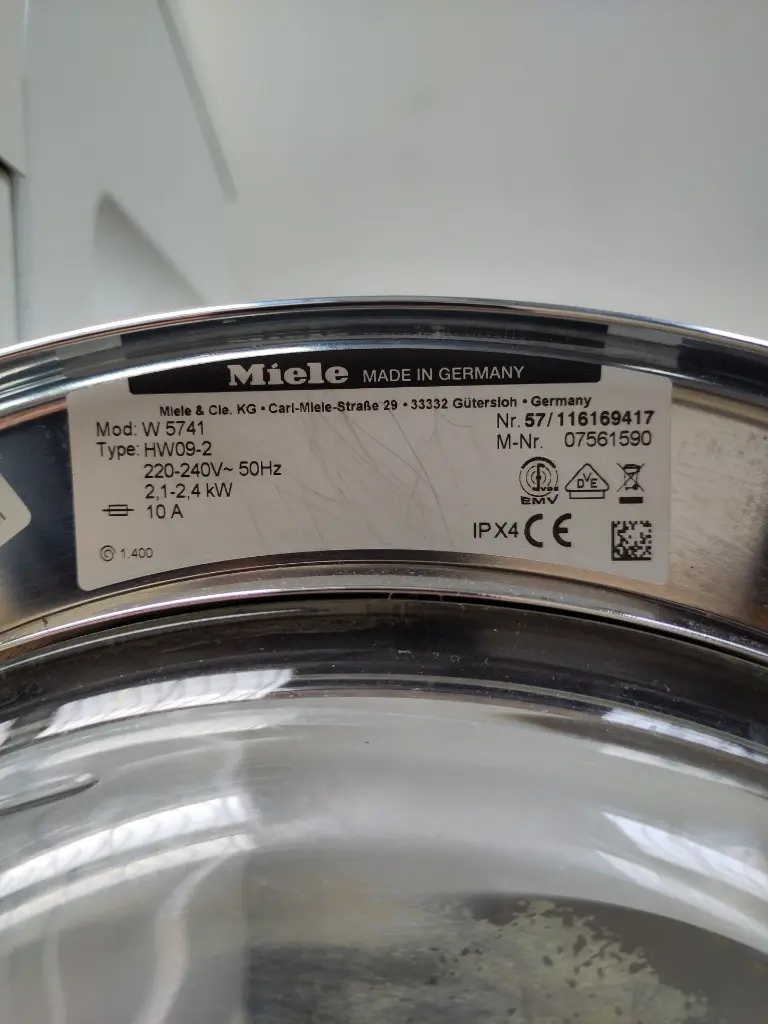 Miele MADE IN GERMANY
Miele & Cie. KG • Carl-Miele-Straße 29 • 33332 Gütersloh • Germany
Mod: W 5741
Nr. 57/116169417
Type: HW09-2
M-Nr. 07561590
220-240V~ 50Hz
2,1-2,4 kW
10 A
VDE
EMV
DVE
IPX4 CE
1.400